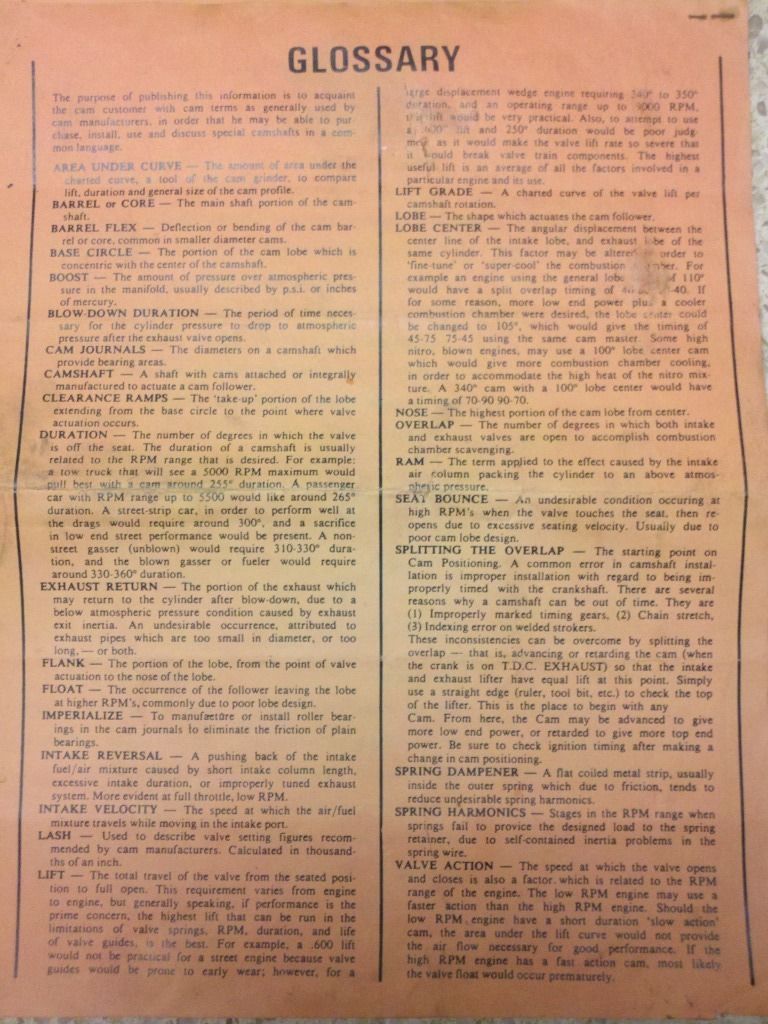 GLOSSARY
The purpose of publishing this information is to acquaint
the cam customer with cam terms as generally used by
cam manufacturers, in order that he may be able to pur-
chase, install, use and discuss special camshafts in a com-
mon language.
AREA UNDER CURVE — The amount of area under the
charted curve, a tool of the cam grinder, to compare
lift, duration and general size of the cam profile.
BARREL or CORE — The main shaft portion of the cam-
shaft.
BARREL FLEX — Deflection or bending of the cam bar-
rel or core, common in smaller diameter cams.
BASE CIRCLE — The portion of the cam lobe which is
concentric with the center of the camshaft.
BOOST — The amount of pressure over atmospheric pres-
sure in the manifold, usually described by p.s.i. or inches
of mercury.
BLOW-DOWN DURATION — The period of time neces-
sary for the cylinder pressure to drop to atmospheric
pressure after the exhaust valve opens.
CAM JOURNALS — The diameters on a camshaft which
provide bearing areas.
CAMSHAFT — A shaft with cams attached or integrally
manufactured to actuate a cam follower.
CLEARANCE RAMPS — The 'take-up' portion of the lobe
extending from the base circle to the point where valve
actuation occurs.
DURATION — The number of degrees in which the valve
is off the seat. The duration of a camshaft is usually
related to the RPM range that is desired. For example:
a tow truck that will see a 5000 RPM maximum would
pull best with a cam around 255° duration. A passenger
car with RPM range up to 5500 would like around 265°
duration. A street-strip car, in order to perform well at
the drags would require around 300°, and a sacrifice
in low end street performance would be present. A non-
street gasser (unblown) would require 310-330° dura-
tion, and the blown gasser or fueler would require
around 330-360° duration.
EXHAUST RETURN — The portion of the exhaust which
may return to the cylinder after blow-down, due to a
below atmospheric pressure condition caused by exhaust
exit inertia. An undesirable occurrence, attributed to
exhaust pipes which are too small in diameter, or too
long, — or both.
FLANK — The portion of the lobe, from the point of valve
actuation to the nose of the lobe.
FLOAT — The occurrence of the follower leaving the lobe
at higher RPM's, commonly due to poor lobe design.
IMPERIALIZE — To manufacture or install roller bear-
ings in the cam journals to eliminate the friction of plain
bearings.
INTAKE REVERSAL — A pushing back of the intake
fuel/air mixture caused by short intake column length,
excessive intake duration, or improperly tuned exhaust
system. More evident at full throttle, low RPM.
INTAKE VELOCITY — The speed at which the air/fuel
mixture travels while moving in the intake port.
LASH — Used to describe valve setting figures recom-
mended by cam manufacturers. Calculated in thousand-
ths of an inch.
LIFT — The total travel of the valve from the seated posi-
tion to full open. This requirement varies from engine
to engine, but generally speaking, if performance is the
prime concern, the highest lift that can be run in the
limitations of valve springs, RPM, duration, and life
of valve guides, is the best. For example, a .600 lift
would not be practical for a street engine because valve
guides would be prone to early wear; however, for a
large displacement wedge engine requiring 340° to 350°
duration, and an operating range up to RPM,
lift would be very practical. Also, to attempt to use
a lift and 250° duration would be poor judg-
as it would make the valve lift rate so severe that
it would break valve train components. The highest
useful lift is an average of all the factors involved in a
particular engine and its use.
LIFT GRADE — A charted curve of the valve lift per
camshaft rotation.
LOBE — The shape which actuates the cam follower.
LOBE CENTER — The angular displacement between the
center line of the intake lobe, and exhaust lobe of the
same cylinder. This factor may be altered order to
'fine-tune' or 'super-cool' the combustion For
example an engine using the general lobe of 110°
would have a split overlap timing of If
for some reason, more low end power plus a cooler
combustion chamber were desired, the lobe center could
be changed to 105°, which would give the timing of
45-75 75-45 using the same cam master. Some high
nitro, blown engines, may use a 100° lobe center cam
which would give more combustion chamber cooling,
in order to accommodate the high heat of the nitro mix-
ture. A 340° cam with a 100° lobe center would have
a timing of 70-90 90-70.
NOSE — The highest portion of the cam lobe from center.
OVERLAP — The number of degrees in which both intake
and exhaust valves are open to accomplish combustion
chamber scavenging.
RAM — The term applied to the effect caused by the intake
air column packing the cylinder to an above atmos-
pheric pressure.
SEAT BOUNCE — An undesirable condition occuring at
high RPM's when the valve touches the seat, then re-
opens due to excessive seating velocity. Usually due to
poor cam lobe design.
SPLITTING THE OVERLAP — The starting point on
Cam Positioning. A common error in camshaft instal-
lation is improper installation with regard to being im-
properly timed with the crankshaft. There are several
reasons why a camshaft can be out of time. They are
(1) Improperly marked timing gears, (2) Chain stretch,
(3) Indexing error on welded strokers.
These inconsistencies can be overcome by splitting the
overlap — that is, advancing or retarding the cam (when
the crank is on T.D.C. EXHAUST) so that the intake
and exhaust lifter have equal lift at this point. Simply
use a straight edge (ruler, tool bit, etc.) to check the top
of the lifter. This is the place to begin with any
Cam. From here, the Cam may be advanced to give
more low end power, or retarded to give more top end
power. Be sure to check ignition timing after making a
change in cam positioning.
SPRING DAMPENER — A flat coiled metal strip, usually
inside the outer spring which due to friction, tends to
reduce undesirable spring harmonics.
SPRING HARMONICS — Stages in the RPM range when
springs fail to provice the designed load to the spring
retainer, due to self-contained inertia problems in the
spring wire.
VALVE ACTION — The speed at which the valve opens
and closes is also a factor which is related to the RPM
range of the engine. The low RPM engine may use a
faster action than the high RPM engine. Should the
low RPM engine have a short duration 'slow action'
cam, the area under the lift curve would not provide
the air flow necessary for good performance. If the
high RPM engine has a fast action cam, most likely
the valve float would occur prematurely.